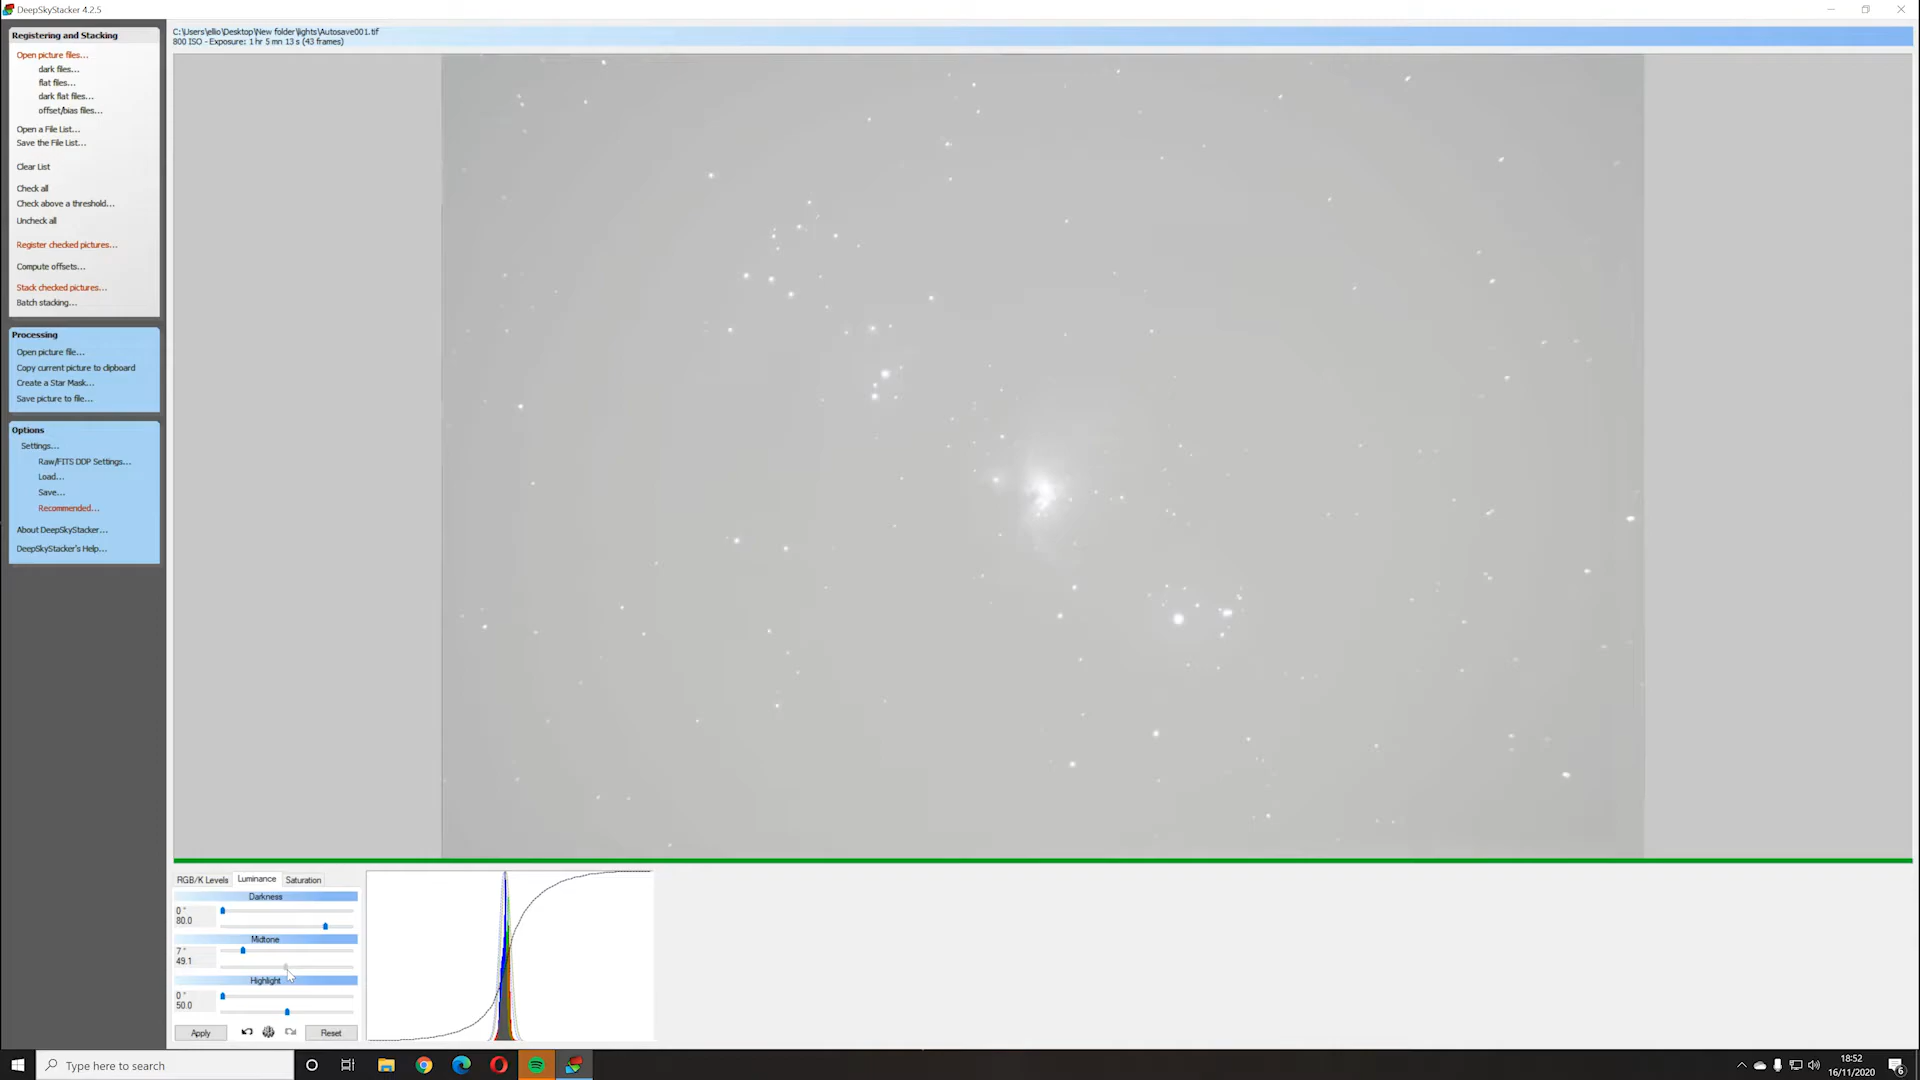 DeepSkyStacker 4.2.5
Registering and Stacking
Open picture files...
dark files...
flat files...
dark flat files...
offset/bias files...
Open a File List...
Save the File List...
Clear List
Check all
Check above a threshold...
Uncheck all
Register checked pictures...
Compute offsets...
Stack checked pictures...
Batch stacking...
Processing
Open picture file...
Copy current picture to clipboard
Create a Star Mask...
Save picture to file...
Options
Settings...
Raw/FITS DDP Settings...
Load...
Save...
Recommended...
About DeepSkyStacker...
DeepSkyStacker's Help...
C:\Users\ellio\Desktop\New folder\lights\Autosave001.tif
800 ISO - Exposure: 1 hr 5 mn 13 s (43 frames)
RGB/K Levels
Luminance
Saturation
Darkness
0 °
80.0
Midtone
7 °
49.1
Highlight
0 °
50.0
Apply
Reset
Type here to search
18:52
16/11/2020
6